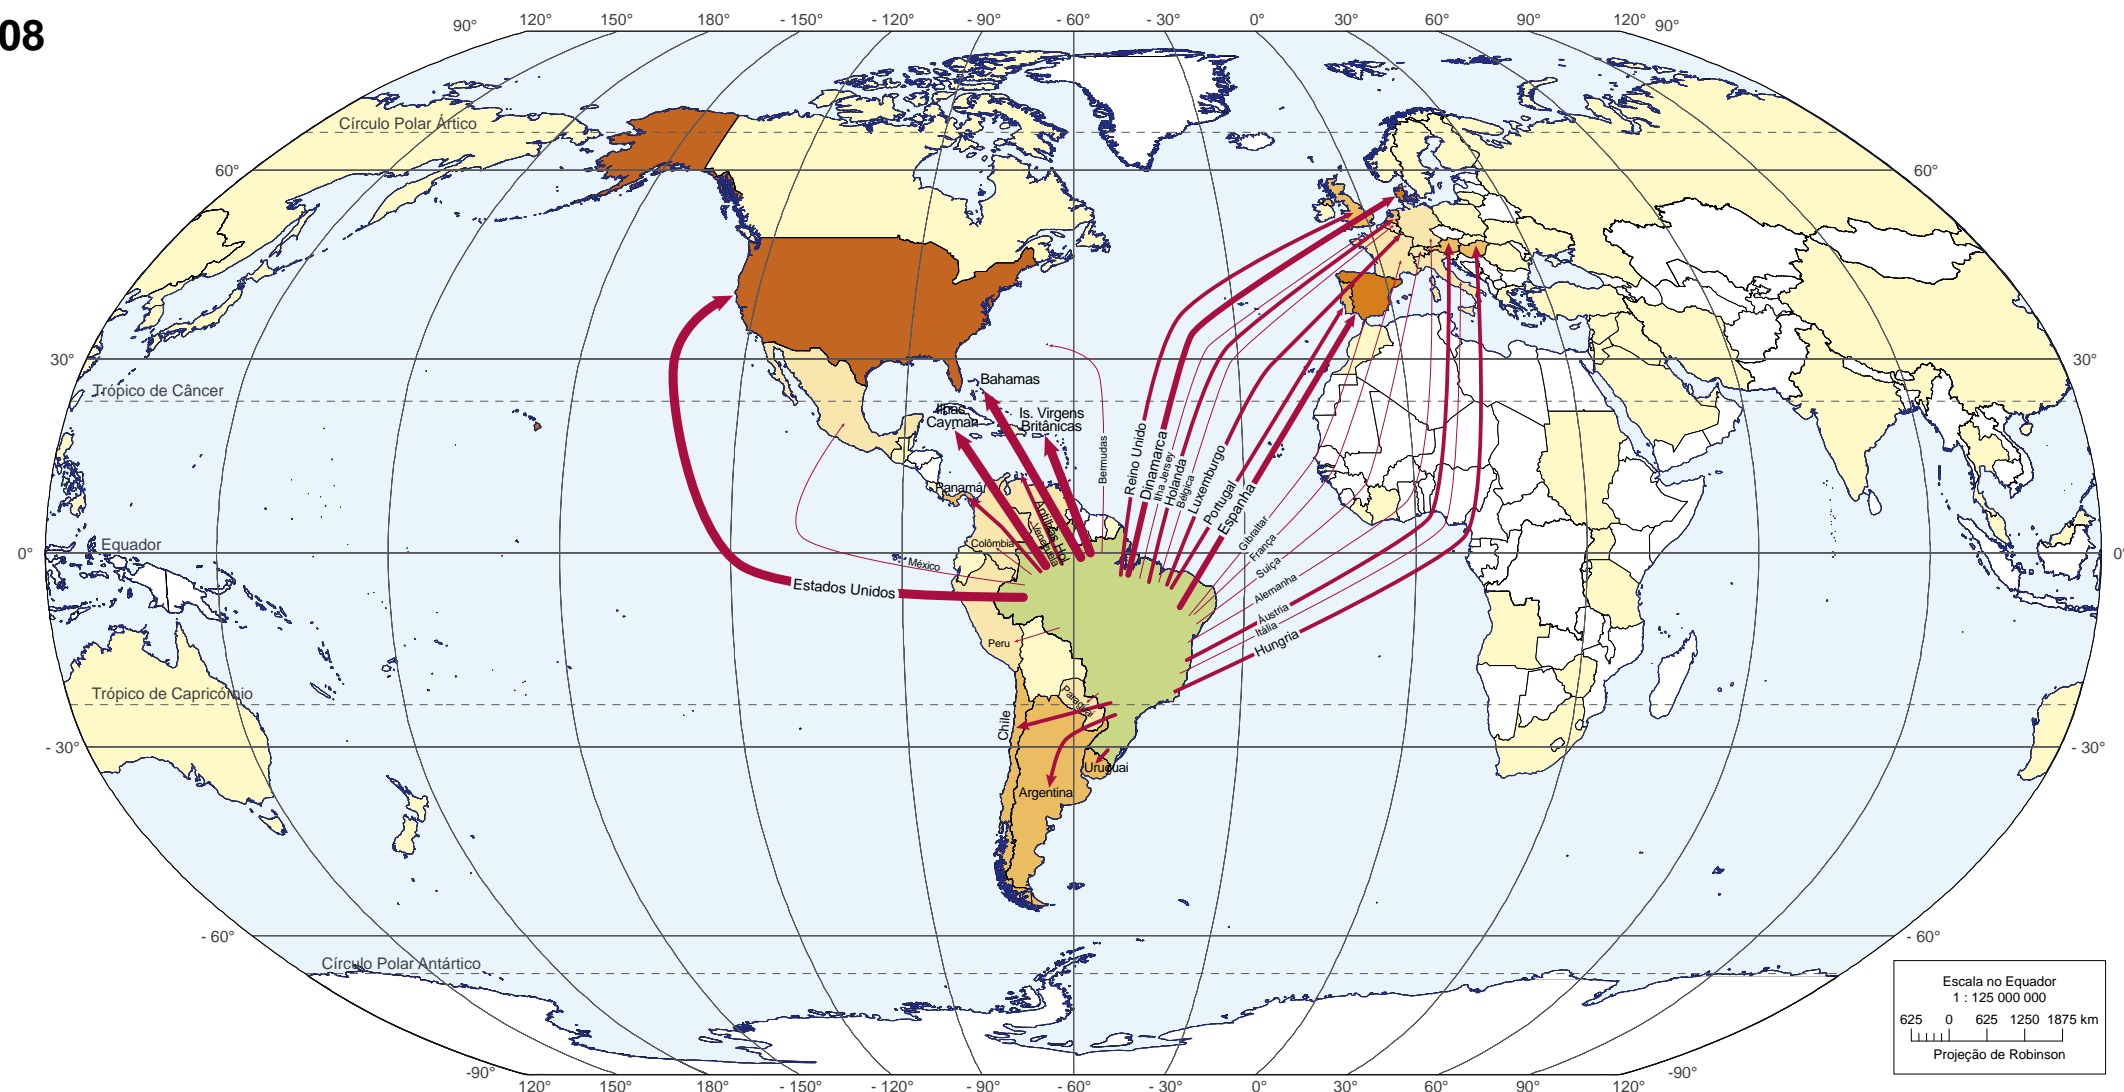 08
90° 120° 150° 180° - 150° - 120° - 90° - 60° - 30° 0° 30° 60° 90° 120° 90°
Círculo Polar Ártico
60° 60°
30° 30°
Trópico de Câncer
Bahamas
Ilhas
Cayman
Is. Virgens
Britânicas
Bermudas
Reino Unido
Dinamarca
Ilha Jersey
Holanda
Bélgica
Luxemburgo
Portugal
Espanha
Gibraltar
França
Suíça
Alemanha
Áustria
Itália
Hungria
Panamá
Antilhas Hol.
Venezuela
Colômbia
Equador
0° 0°
México
Estados Unidos
Peru
Paraguai
Trópico de Capricórnio
Chile
- 30° - 30°
Uruguai
Argentina
- 60° - 60°
Círculo Polar Antártico
Escala no Equador
1 : 125 000 000
625 0 625 1250 1875 km
Projeção de Robinson
-90° 120° 150° 180° - 150° - 120° - 90° - 60° - 30° 0° 30° 60° 90° 120° -90°